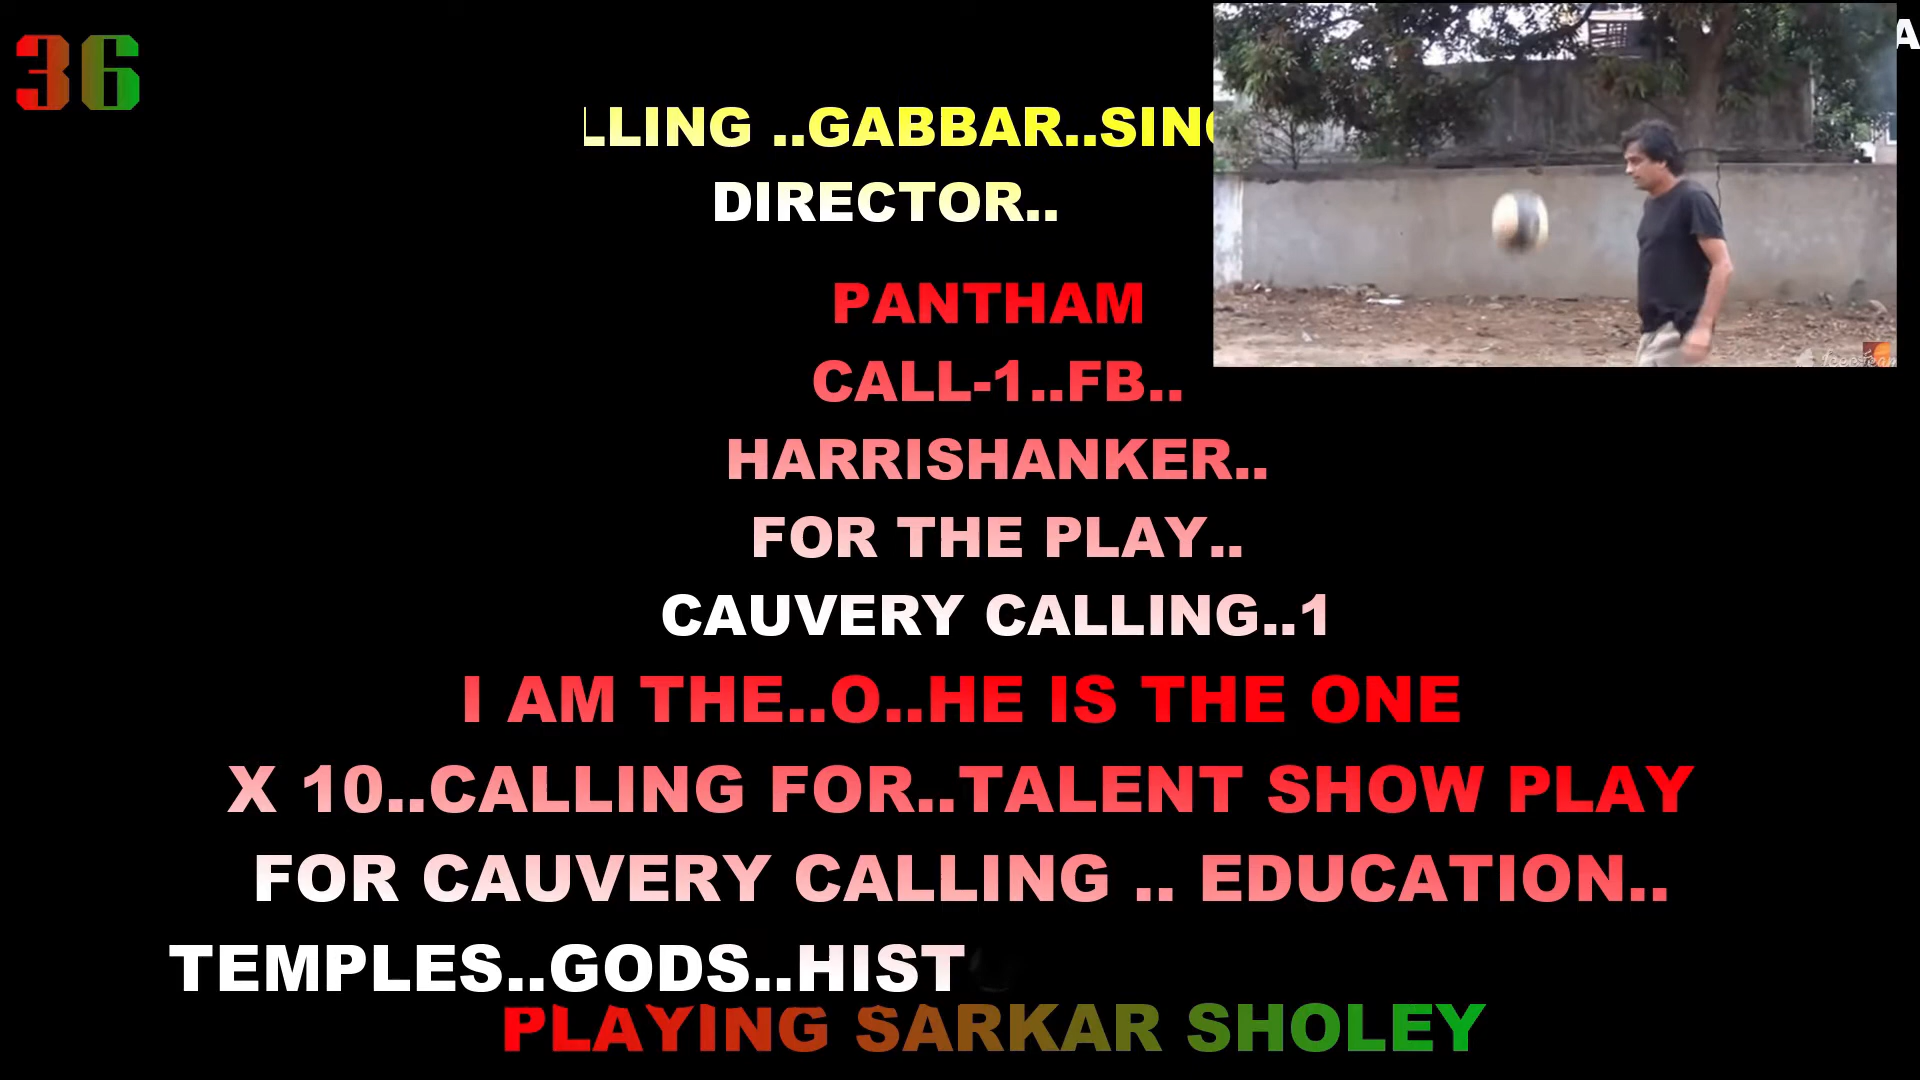 36
A
LLING ..GABBAR..SING
DIRECTOR..
PANTHAM
CALL-1..FB..
HARRISHANKER..
FOR THE PLAY..
CAUVERY CALLING..1
I AM THE..O..HE IS THE ONE
X 10..CALLING FOR..TALENT SHOW PLAY
FOR CAUVERY CALLING .. EDUCATION..
TEMPLES..GODS..HIST
PLAYING SARKAR SHOLEY